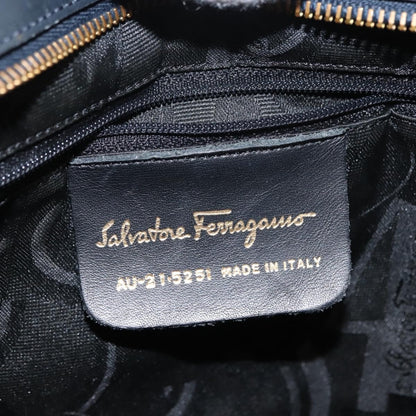 Salvatore Ferragamo
AU-21·5251 MADE IN ITALY